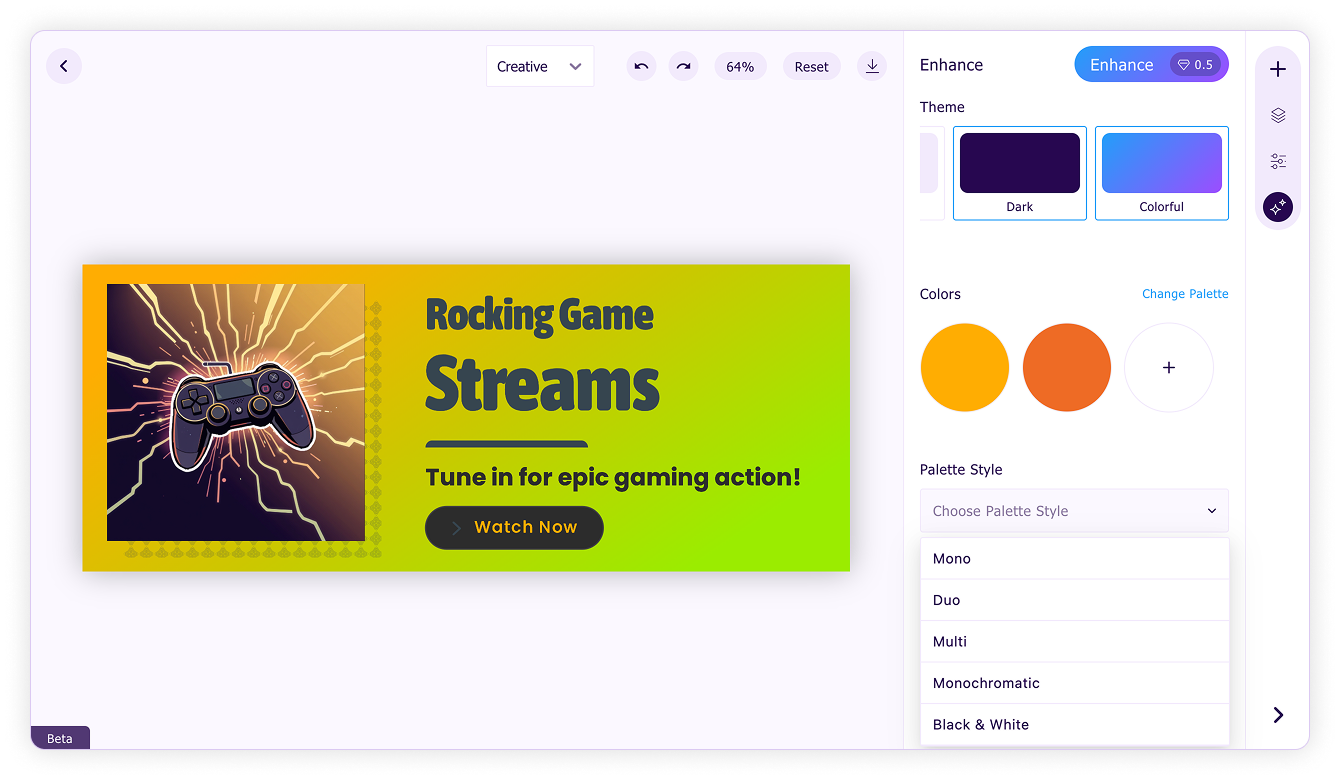 Creative
64%
Reset
Enhance
Enhance
0.5
Theme
Dark
Colorful
Rocking Game
Streams
Tune in for epic gaming action!
Watch Now
Colors
Change Palette
Palette Style
Choose Palette Style
Mono
Duo
Multi
Monochromatic
Black & White
Beta